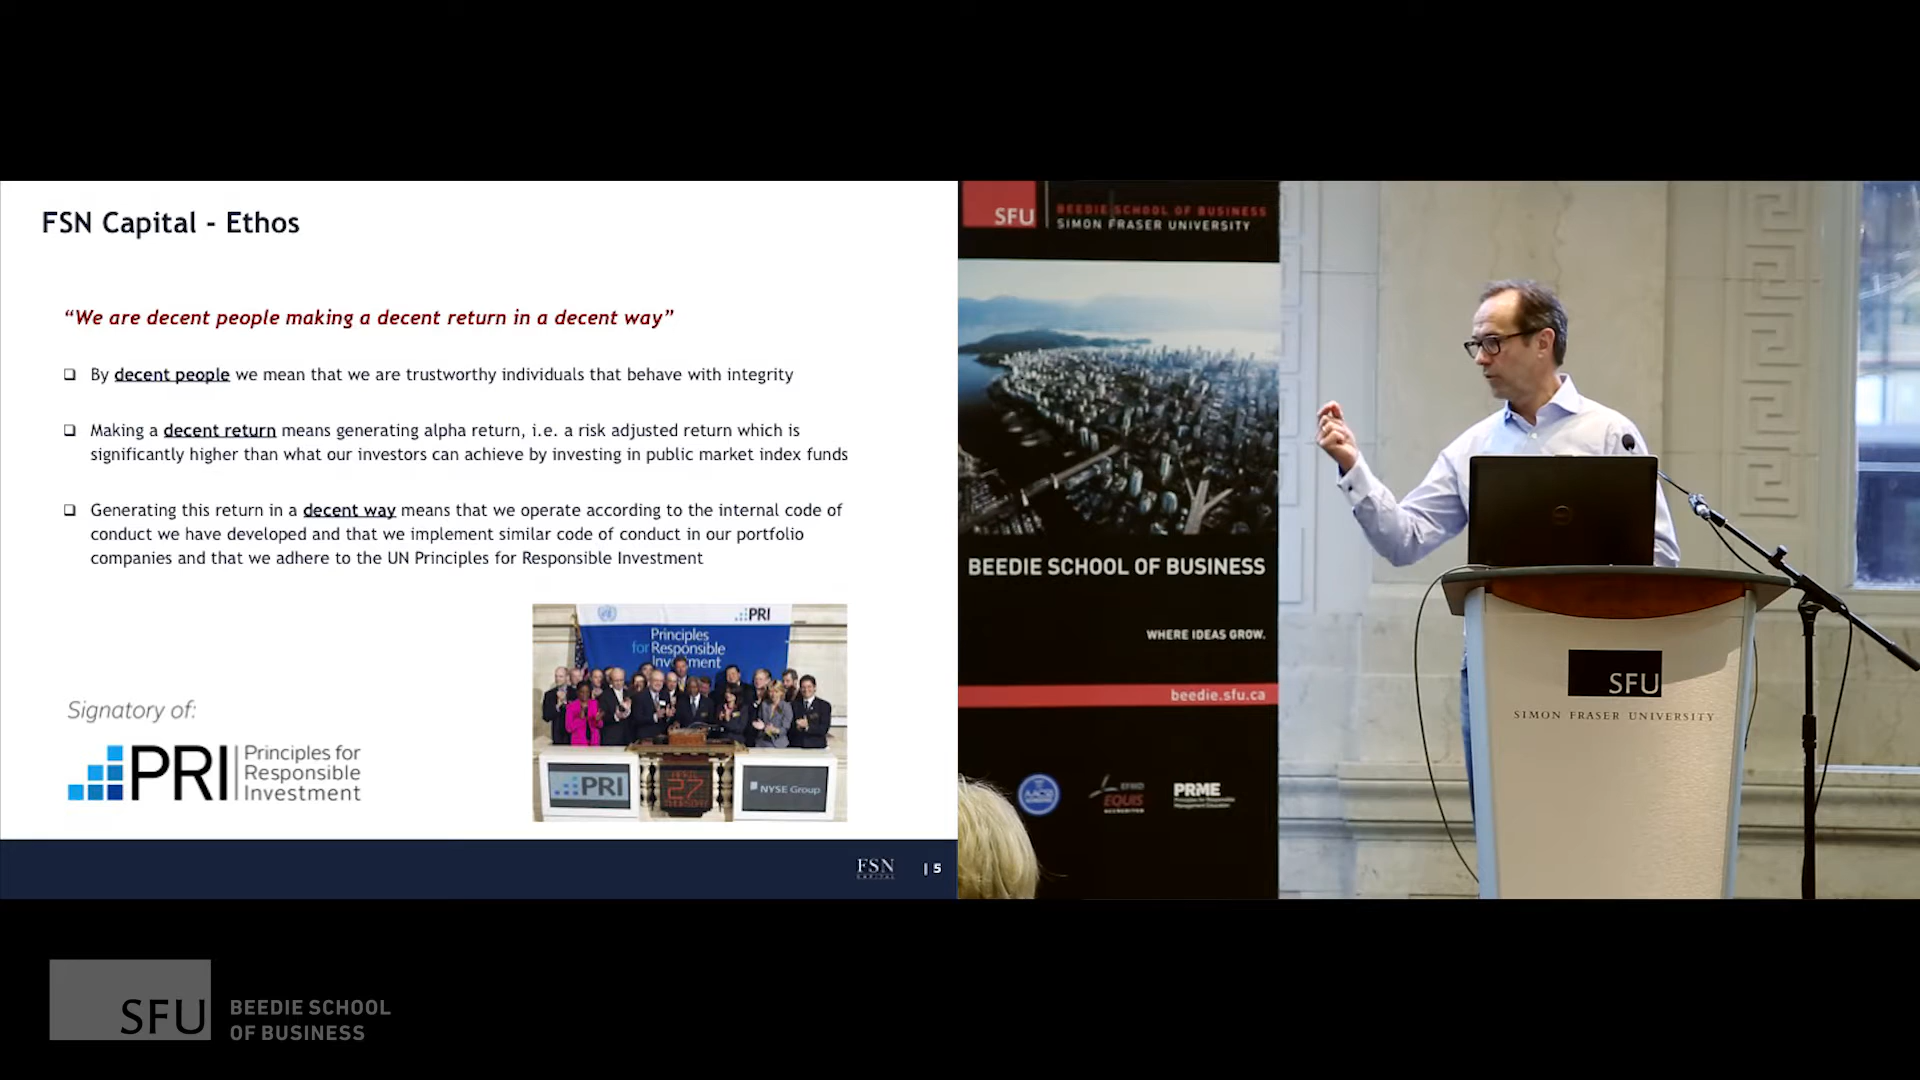 FSN Capital - Ethos
“We are decent people making a decent return in a decent way”
❑ By decent people we mean that we are trustworthy individuals that behave with integrity
❑ Making a decent return means generating alpha return, i.e. a risk adjusted return which is
significantly higher than what our investors can achieve by investing in public market index funds
❑ Generating this return in a decent way means that we operate according to the internal code of
conduct we have developed and that we implement similar code of conduct in our portfolio
companies and that we adhere to the UN Principles for Responsible Investment
PRI
Principles
for Responsible
Investment
PRI
27
NYSE Group
Signatory of:
PRI
Principles for
Responsible
Investment
FSN
CAPITAL
| 5
SFU
BEEDIE SCHOOL OF BUSINESS
SIMON FRASER UNIVERSITY
BEEDIE SCHOOL OF BUSINESS
WHERE IDEAS GROW.
beedie.sfu.ca
AACSB
EFMD
EQUIS
ACCREDITED
PRME
Principles for Responsible
Management Education
SFU
SIMON FRASER UNIVERSITY
SFU
BEEDIE SCHOOL
OF BUSINESS